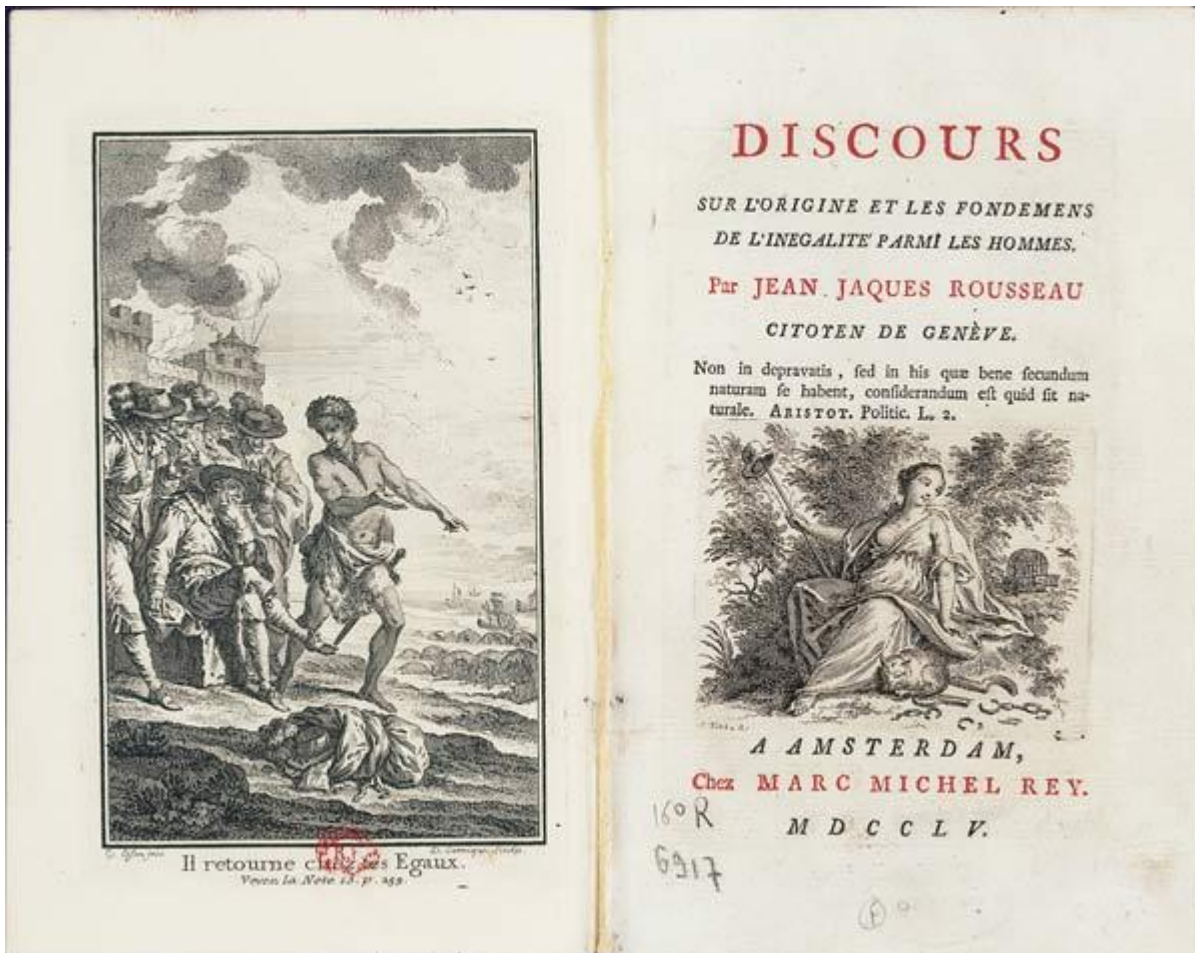 Il retourne chez ses Egaux.
Voyez la Note 13. p. 259.
DISCOURS
SUR L'ORIGINE ET LES FONDEMENS
DE L'INEGALITE PARMI LES HOMMES.
Par JEAN JAQUES ROUSSEAU
CITOYEN DE GENÈVE.
Non in depravatis, ſed in his quæ bene ſecundum
naturam ſe habent, conſiderandum eſt quid ſit na-
turale. ARISTOT. Politic. L. 2.
A AMSTERDAM,
Chez MARC MICHEL REY.
MDCCLV.
160 R
6917